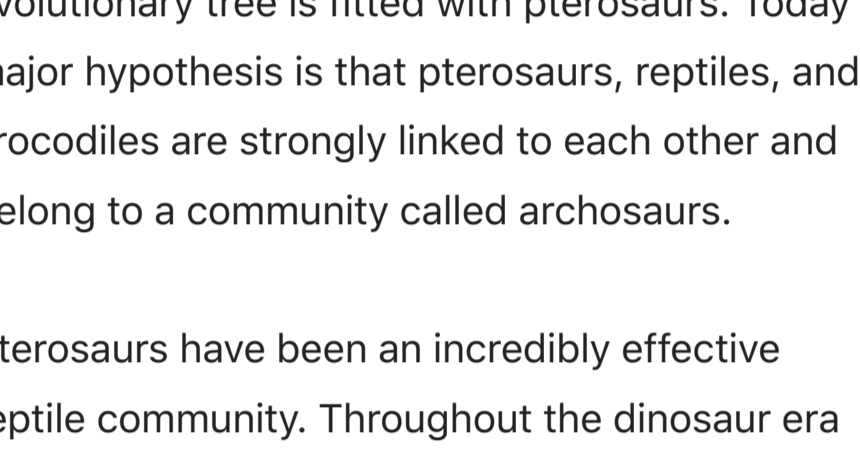 volutionary tree is fitted with pterosaurs. Today
ajor hypothesis is that pterosaurs, reptiles, and
rocodiles are strongly linked to each other and
elong to a community called archosaurs.
terosaurs have been an incredibly effective
eptile community. Throughout the dinosaur era